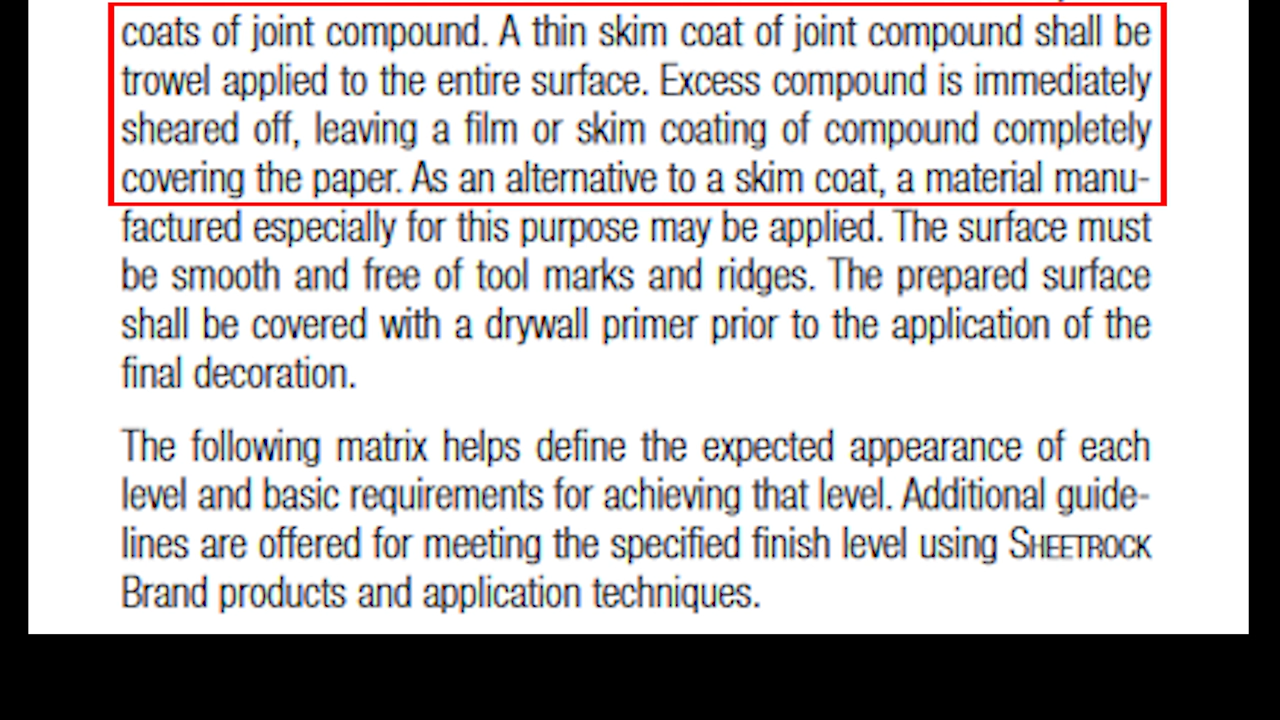 coats of joint compound. A thin skim coat of joint compound shall be
trowel applied to the entire surface. Excess compound is immediately
sheared off, leaving a film or skim coating of compound completely
covering the paper. As an alternative to a skim coat, a material manu-
factured especially for this purpose may be applied. The surface must
be smooth and free of tool marks and ridges. The prepared surface
shall be covered with a drywall primer prior to the application of the
final decoration.
The following matrix helps define the expected appearance of each
level and basic requirements for achieving that level. Additional guide-
lines are offered for meeting the specified finish level using SHEETROCK
Brand products and application techniques.